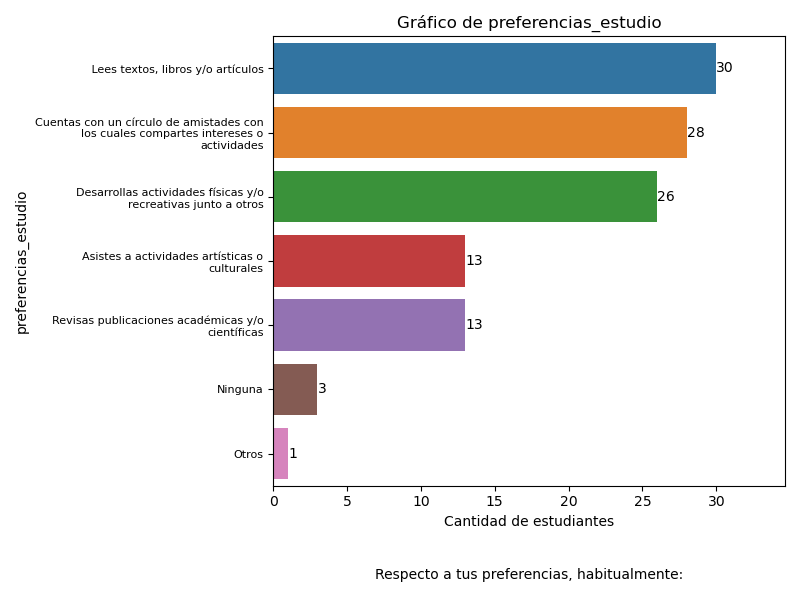 Gráfico de preferencias_estudio
preferencias_estudio
Lees textos, libros y/o artículos
30
Cuentas con un círculo de amistades con
los cuales compartes intereses o
actividades
28
Desarrollas actividades físicas y/o
recreativas junto a otros
26
Asistes a actividades artísticas o
culturales
13
Revisas publicaciones académicas y/o
científicas
13
Ninguna
3
Otros
1
0 5 10 15 20 25 30
Cantidad de estudiantes
Respecto a tus preferencias, habitualmente: